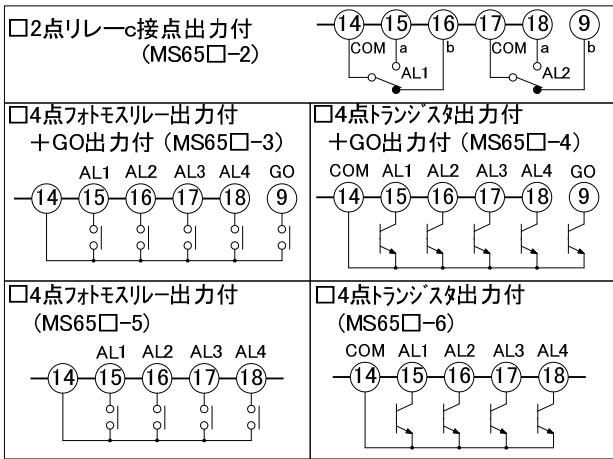 □2点リレーc接点出力付
(MS65□-2)
14 15 16 17 18 9
COM a b COM a b
AL1 AL2
□4点フォトモスリレー出力付
+GO出力付 (MS65□-3)
AL1 AL2 AL3 AL4 GO
14 15 16 17 18 9
□4点トランジスタ出力付
+GO出力付 (MS65□-4)
COM AL1 AL2 AL3 AL4 GO
14 15 16 17 18 9
□4点フォトモスリレー出力付
(MS65□-5)
AL1 AL2 AL3 AL4
14 15 16 17 18
□4点トランジスタ出力付
(MS65□-6)
COM AL1 AL2 AL3 AL4
14 15 16 17 18